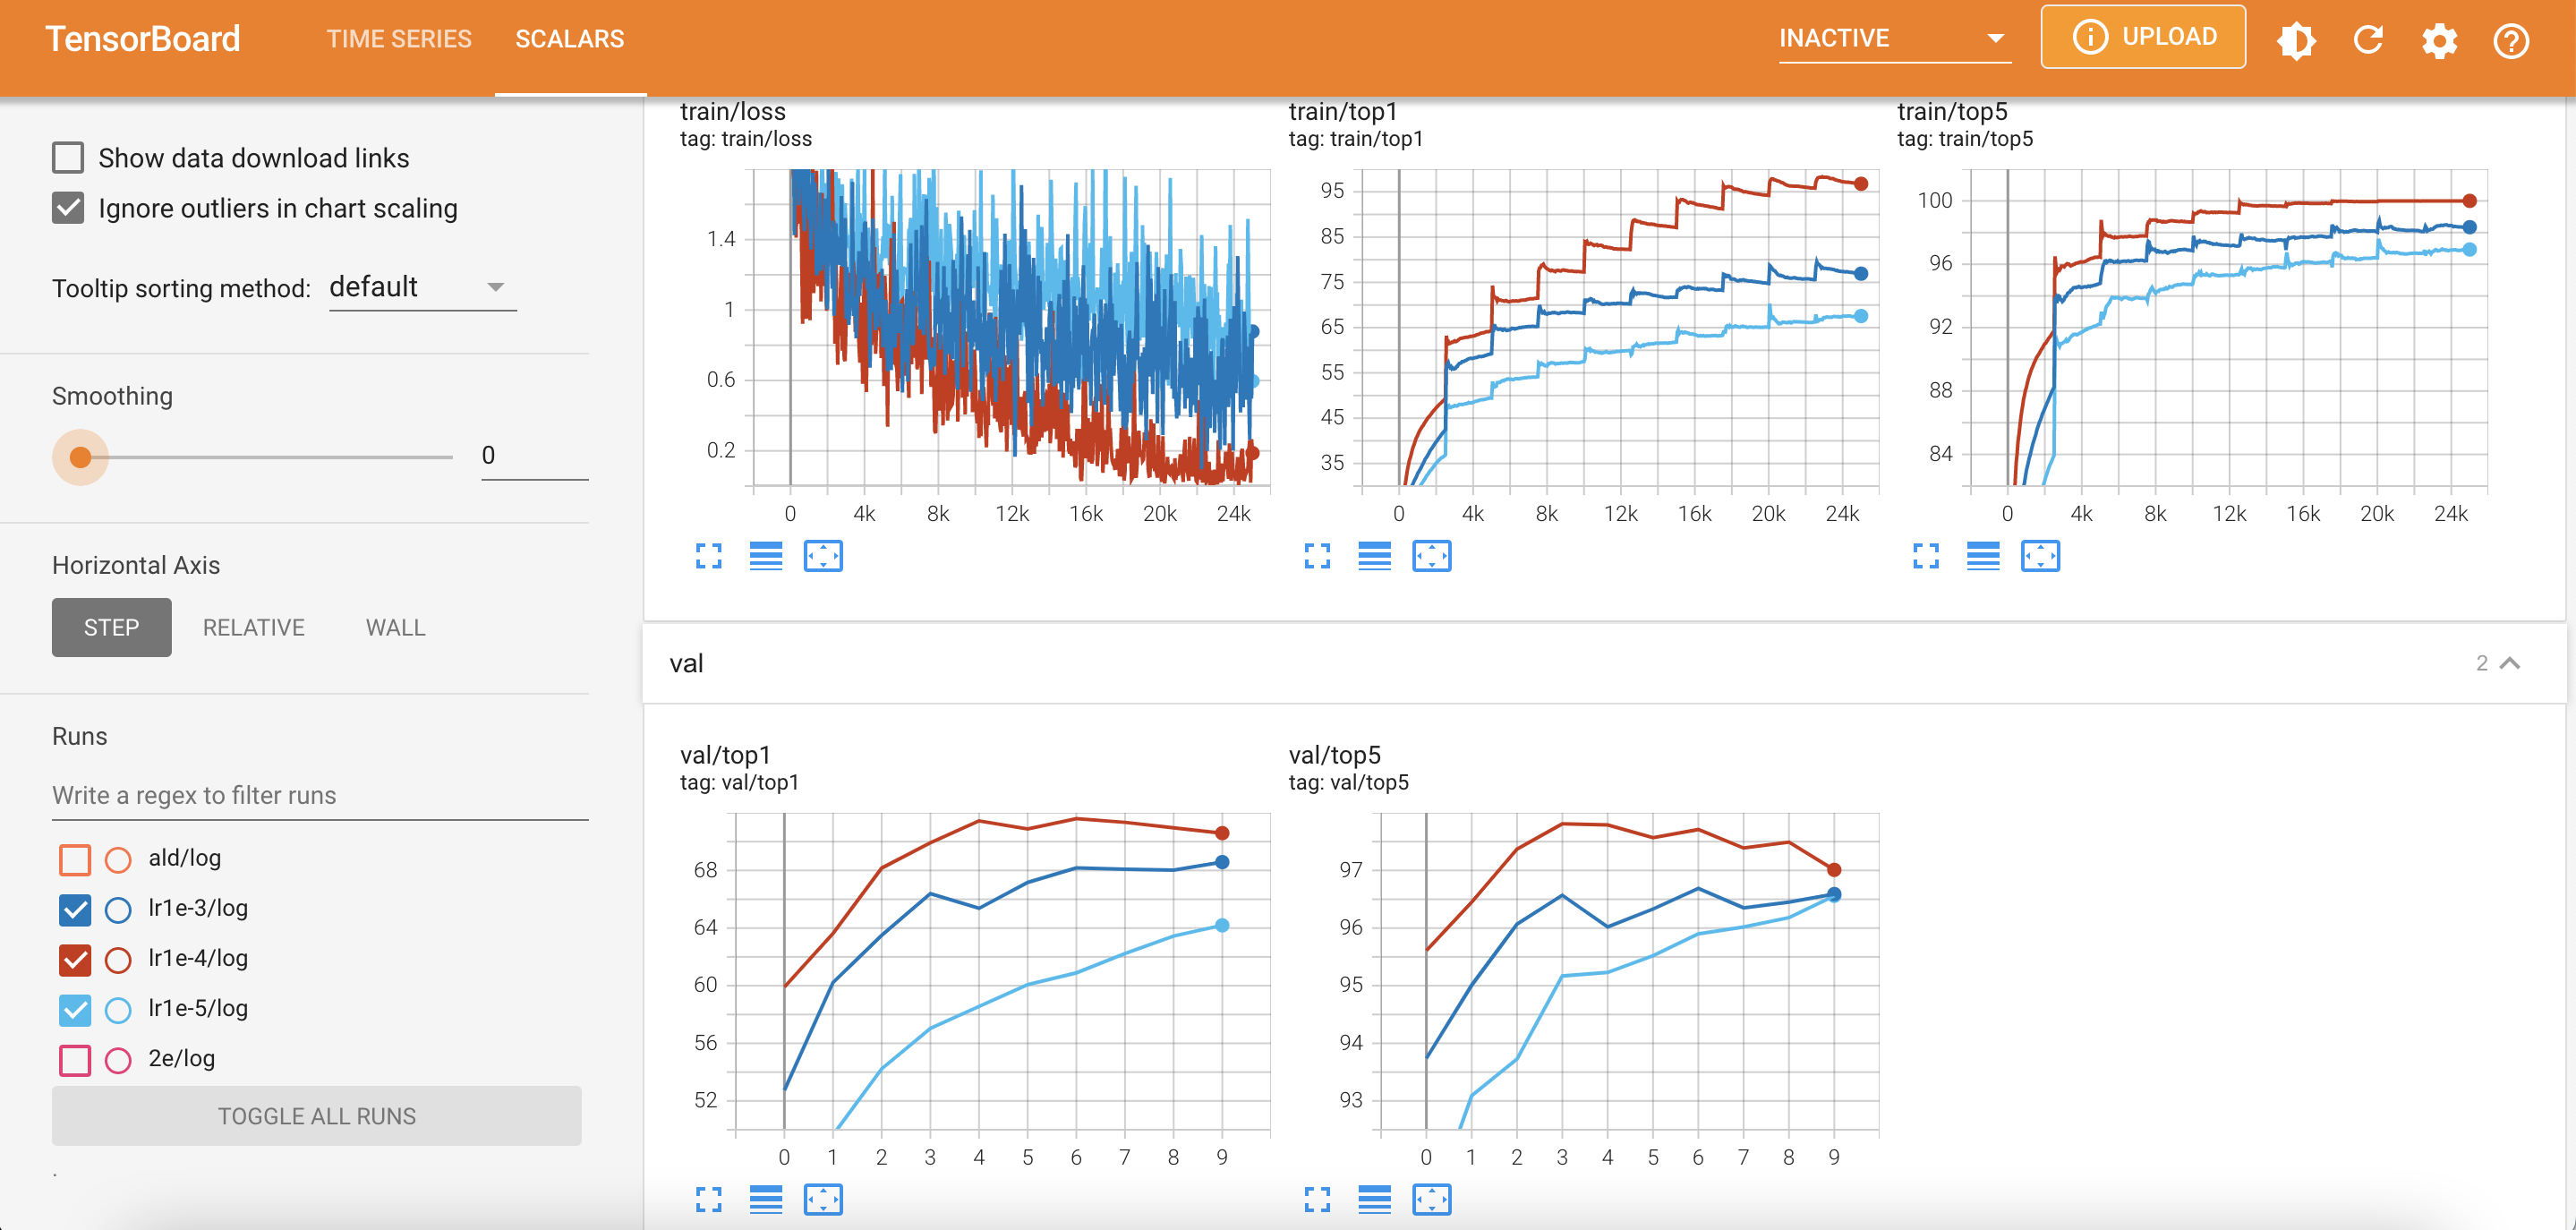 TensorBoard
TIME SERIES
SCALARS
INACTIVE
UPLOAD
Show data download links
Ignore outliers in chart scaling
Tooltip sorting method: default
Smoothing
0
Horizontal Axis
STEP RELATIVE WALL
Runs
Write a regex to filter runs
ald/log
lr1e-3/log
lr1e-4/log
lr1e-5/log
2e/log
TOGGLE ALL RUNS
.
train/loss
tag: train/loss
1.4
1
0.6
0.2
0 4k 8k 12k 16k 20k 24k
train/top1
tag: train/top1
95
85
75
65
55
45
35
0 4k 8k 12k 16k 20k 24k
train/top5
tag: train/top5
100
96
92
88
84
0 4k 8k 12k 16k 20k 24k
val
2
val/top1
tag: val/top1
68
64
60
56
52
0 1 2 3 4 5 6 7 8 9
val/top5
tag: val/top5
97
96
95
94
93
0 1 2 3 4 5 6 7 8 9